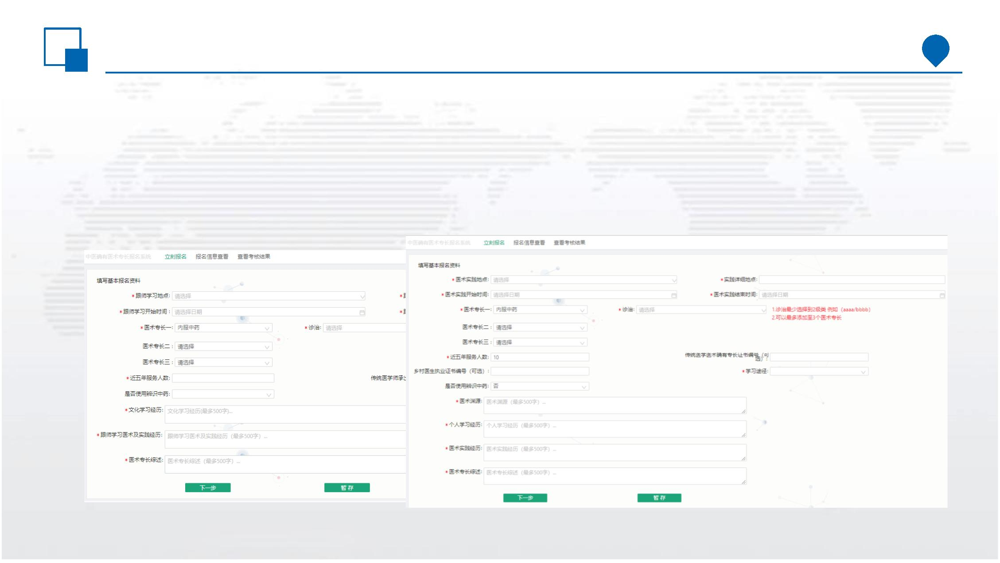 中医确有医术专长报名系统 立刻报名 报名信息查看 查看考核结果
填写基本报名资料
*跟师学习地点: 请选择
*跟师学习开始时间 : 请选择日期
*医术专长一: 内服中药 *诊治: 请选择
医术专长二 : 请选择
医术专长三 : 请选择
*近五年服务人数: 传统医学师承
是否使用辨识中药:
*文化学习经历: 文化学习经历(最多500字)...
*跟师学习医术及实践经历: 跟师学习医术及实践经历（最多500字）...
*医术专长综述: 医术专长综述（最多500字）...
下一步 暂 存
中医确有医术专长报名系统 立刻报名 报名信息查看 查看考核结果
填写基本报名资料
*医术实践地点: 请选择 *实践详细地点:
*医术实践开始时间: 请选择日期 *医术实践结束时间: 请选择日期
*医术专长一: 内服中药 *诊治: 请选择 1.诊治最少选择到2级类 例如（aaaa/bbbb）
2.可以最多添加至3个医术专长
医术专长二 : 请选择
医术专长三 : 请选择
*近五年服务人数: 10 传统医学医术确有专长证书编号（可
选）:
乡村医生执业证书编号（可选）: *学习途径:
是否使用辨识中药: 否
*医术渊源: 医术渊源（最多500字）...
*个人学习经历: 个人学习经历（最多500字）...
*医术实践经历: 医术实践经历（最多500字）...
*医术专长综述: 医术专长综述（最多500字）...
下一步 暂 存